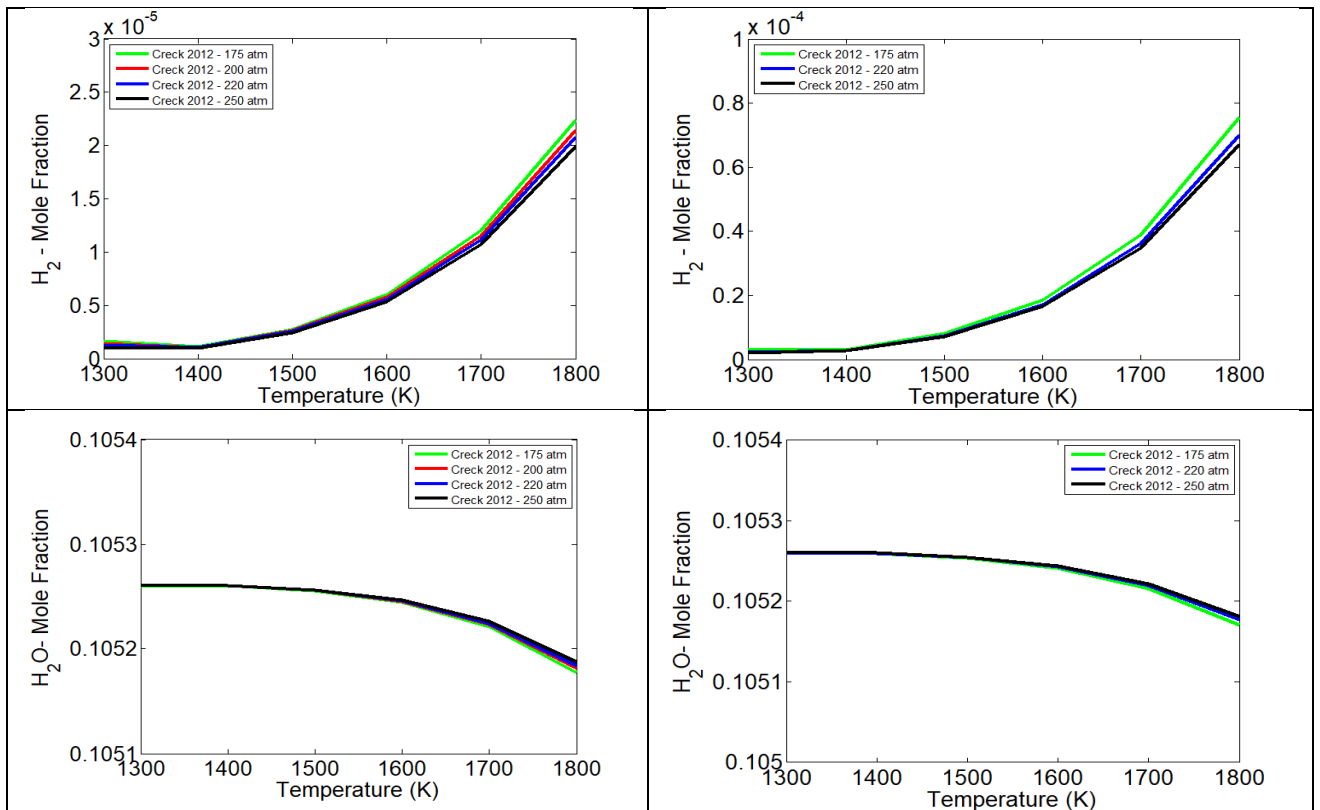 x 10^-5
3
2.5
2
1.5
1
0.5
0
H_2 - Mole Fraction
Creck 2012 - 175 atm
Creck 2012 - 200 atm
Creck 2012 - 220 atm
Creck 2012 - 250 atm
1300 1400 1500 1600 1700 1800
Temperature (K)
x 10^-4
1
0.8
0.6
0.4
0.2
0
H_2 - Mole Fraction
Creck 2012 - 175 atm
Creck 2012 - 220 atm
Creck 2012 - 250 atm
1300 1400 1500 1600 1700 1800
Temperature (K)
0.1054
0.1053
0.1052
0.1051
H_2O- Mole Fraction
Creck 2012 - 175 atm
Creck 2012 - 200 atm
Creck 2012 - 220 atm
Creck 2012 - 250 atm
1300 1400 1500 1600 1700 1800
Temperature (K)
0.1054
0.1053
0.1052
0.1051
0.105
H_2O- Mole Fraction
Creck 2012 - 175 atm
Creck 2012 - 220 atm
Creck 2012 - 250 atm
1300 1400 1500 1600 1700 1800
Temperature (K)